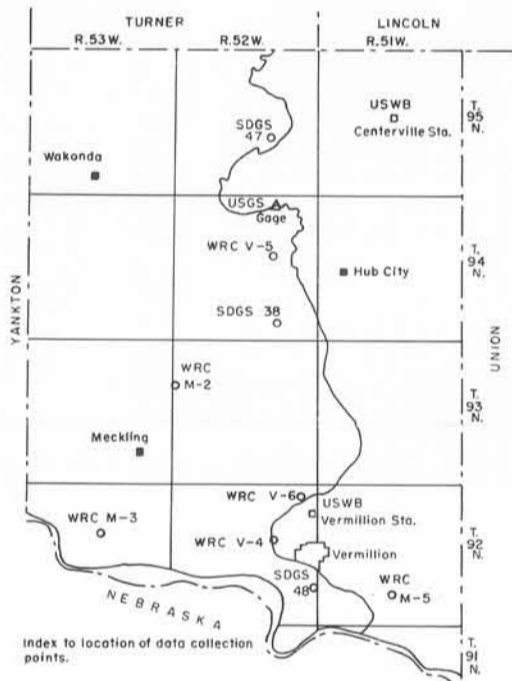 TURNER
LINCOLN
R.53W.
R.52W.
R.51W.
USWB
Centerville Sta.
T.
95
N.
SDGS
47
Wakonda
USGS
Gage
WRC V-5
Hub City
T.
94
N.
SDGS 38
YANKTON
UNION
WRC
M-2
T.
93
N.
Meckling
WRC V-6
USWB
Vermillion Sta.
WRC M-3
WRC V-4
Vermillion
T.
92
N.
SDGS
48
WRC
M-5
NEBRASKA
Index to location of data collection
points.
T.
91
N.